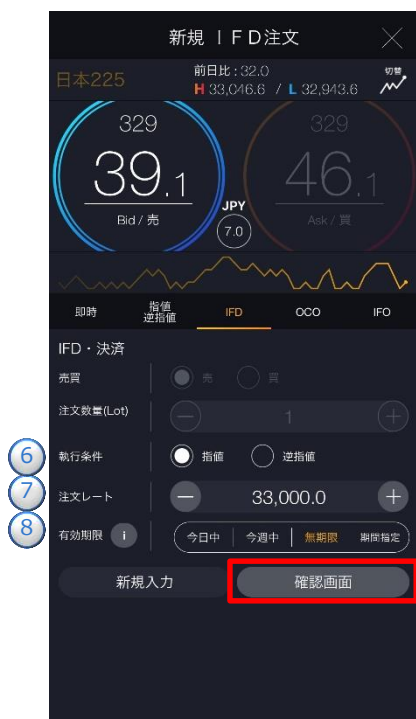 新規 IFD注文
日本225
前日比:32.0
H 33,046.6 / L 32,943.6
切替
329
39.1
Bid / 売
JPY
7.0
329
46.1
Ask / 買
即時
指値
逆指値
IFD
OCO
IFO
IFD・決済
売買
売
買
注文数量(Lot)
1
6
執行条件
指値
逆指値
7
注文レート
33,000.0
8
有効期限
i
今日中
今週中
無期限
期間指定
新規入力
確認画面